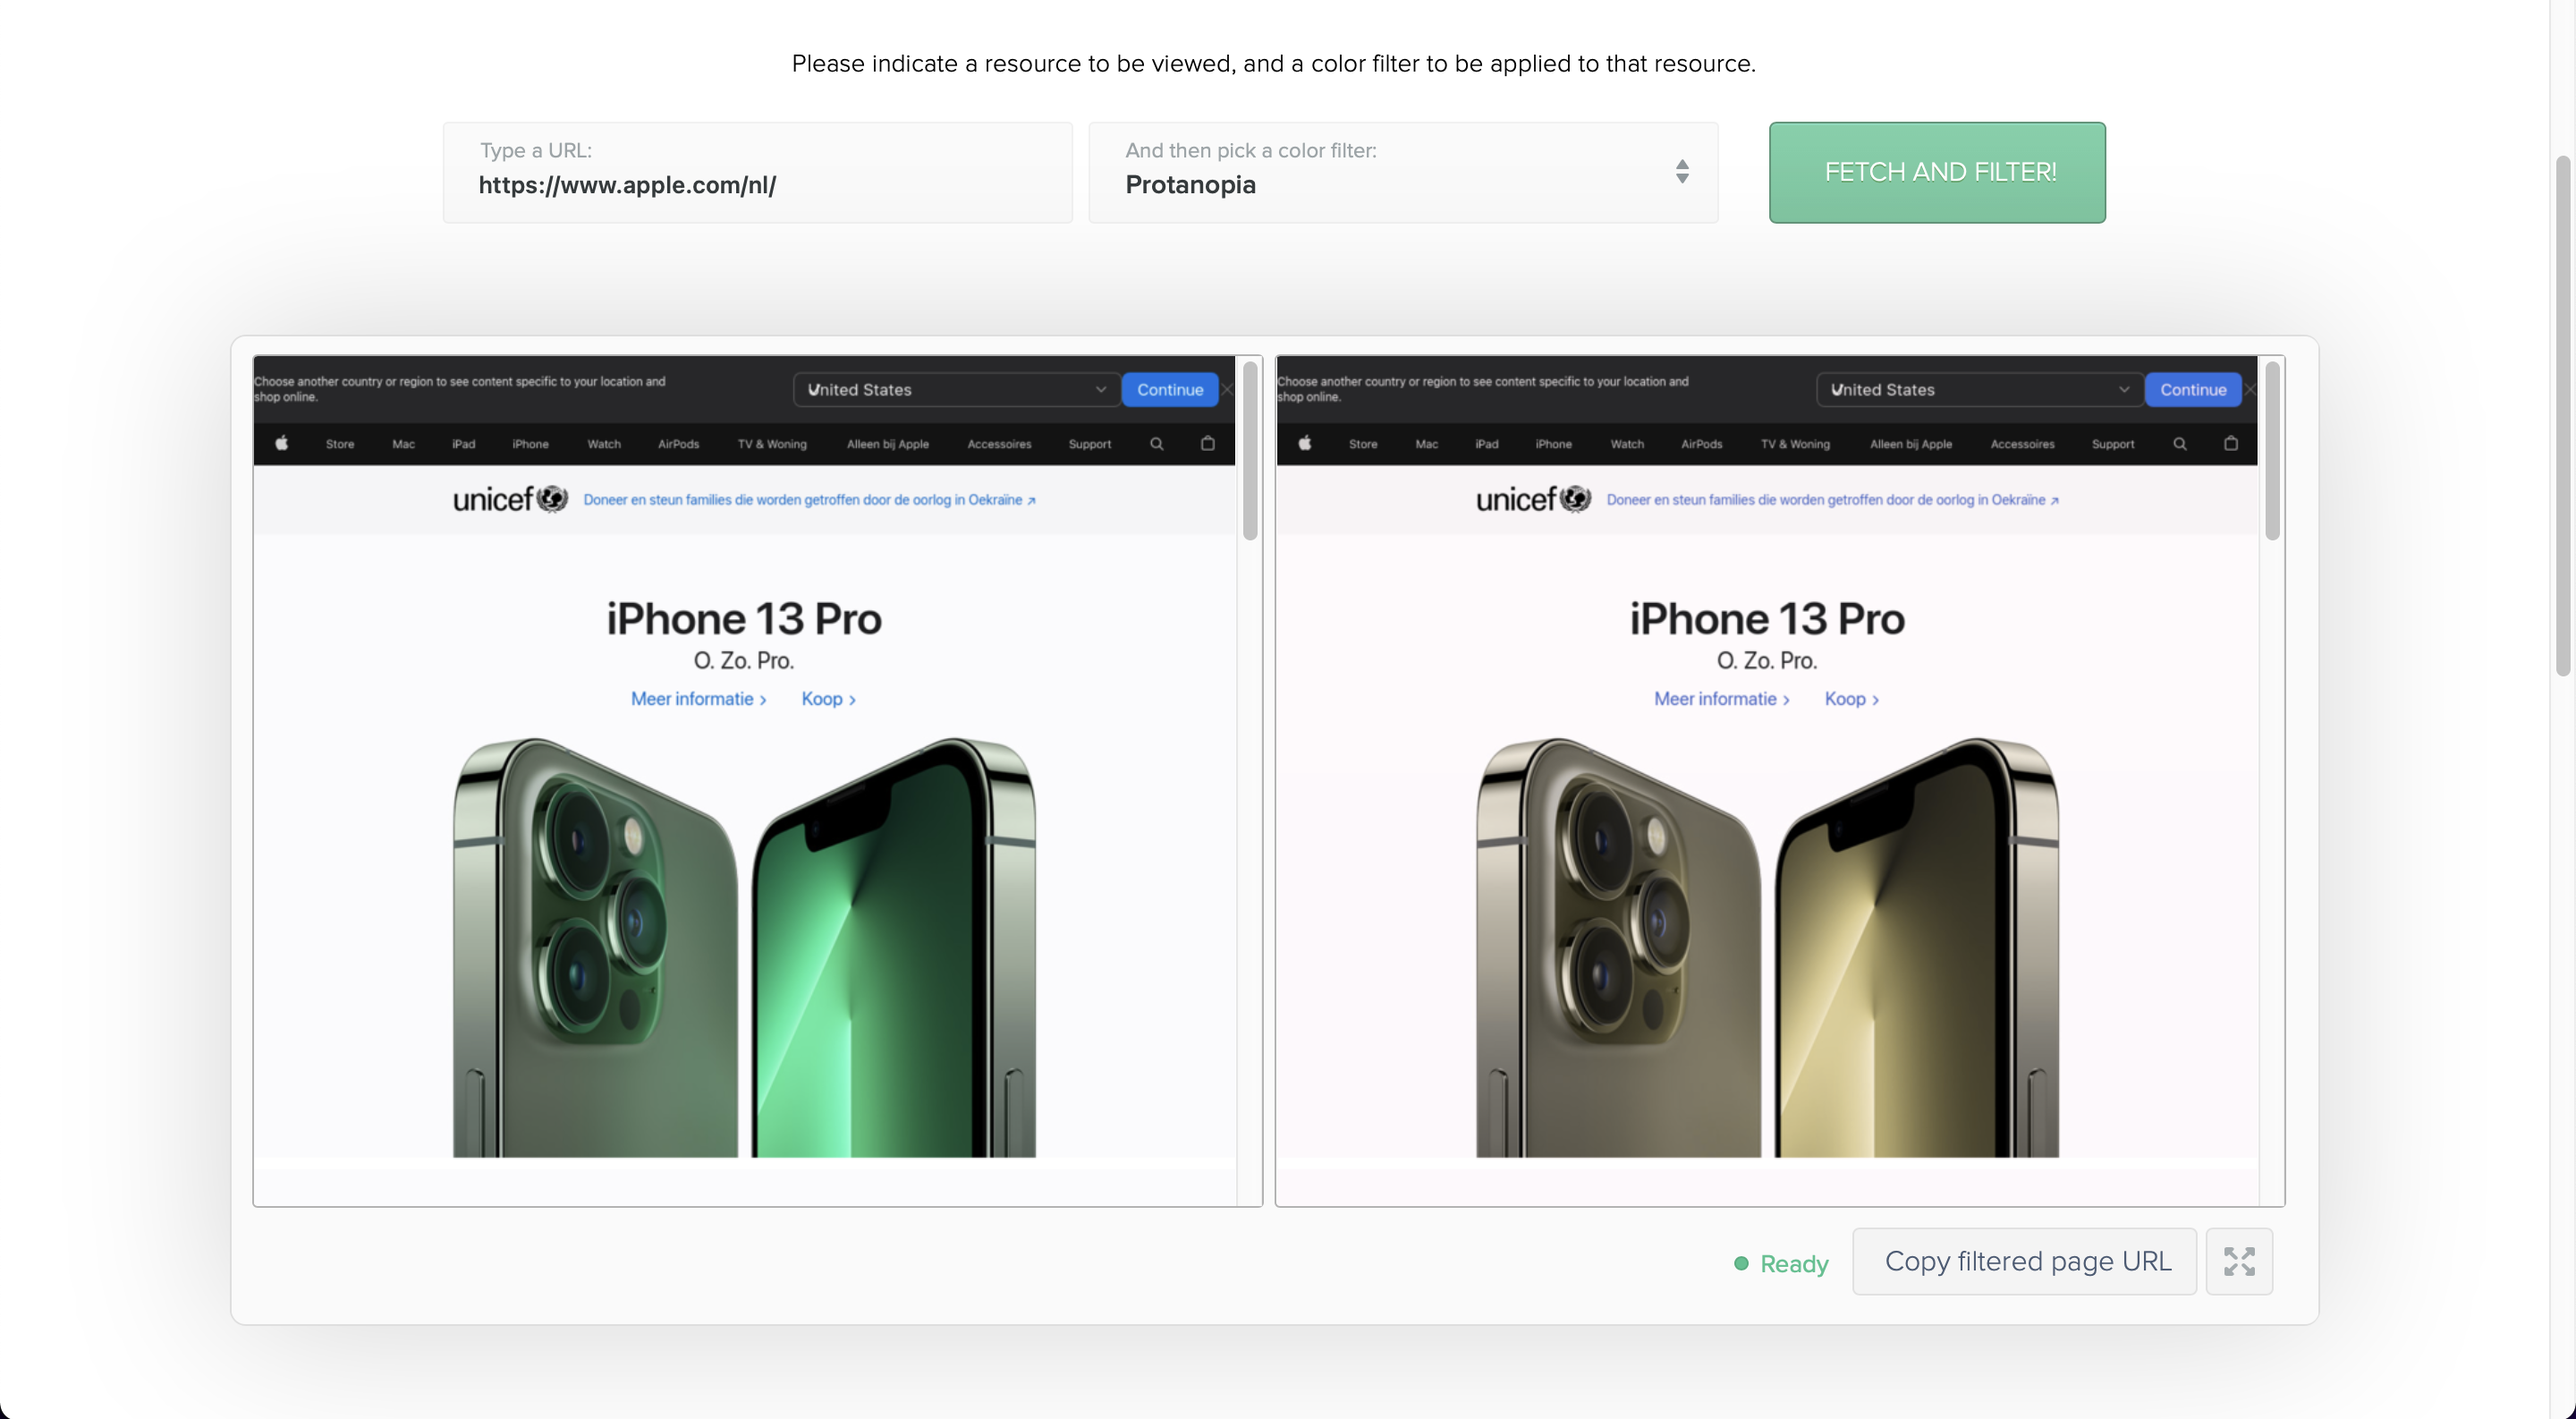 Please indicate a resource to be viewed, and a color filter to be applied to that resource.
Type a URL:
https://www.apple.com/nl/
And then pick a color filter:
Protanopia
FETCH AND FILTER!
Choose another country or region to see content specific to your location and
shop online.
United States
Continue
Store Mac iPad iPhone Watch AirPods TV & Woning Alleen bij Apple Accessoires Support
unicef Doneer en steun families die worden getroffen door de oorlog in Oekraïne ↗
iPhone 13 Pro
O. Zo. Pro.
Meer informatie > Koop >
Choose another country or region to see content specific to your location and
shop online.
United States
Continue
Store Mac iPad iPhone Watch AirPods TV & Woning Alleen bij Apple Accessoires Support
unicef Doneer en steun families die worden getroffen door de oorlog in Oekraïne ↗
iPhone 13 Pro
O. Zo. Pro.
Meer informatie > Koop >
Ready
Copy filtered page URL